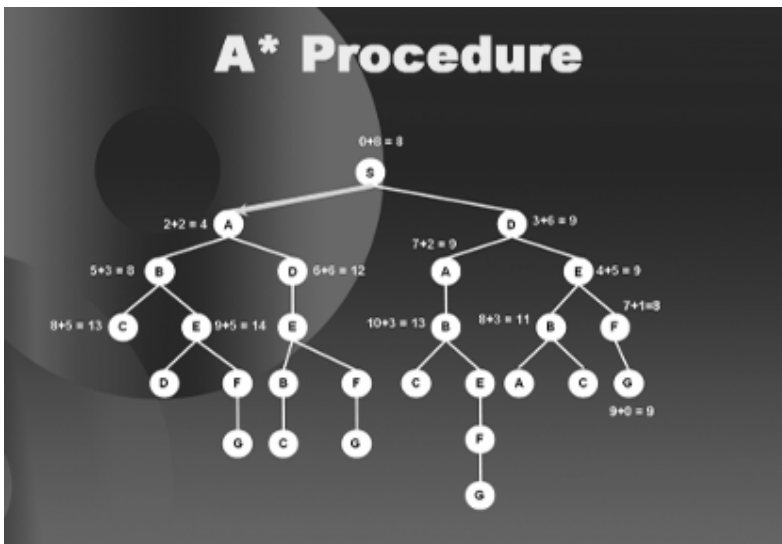 A* Procedure
0+8 = 8
S
2+2 = 4 A D 3+6 = 9
7+2 = 9
5+3 = 8 B D 6+6 = 12 A E 4+5 = 9
7+1=8
8+5 = 13 C E 9+5 = 14 E 10+3 = 13 B 8+3 = 11 B F
D F B F C E A C G
9+0 = 9
G C G F
G